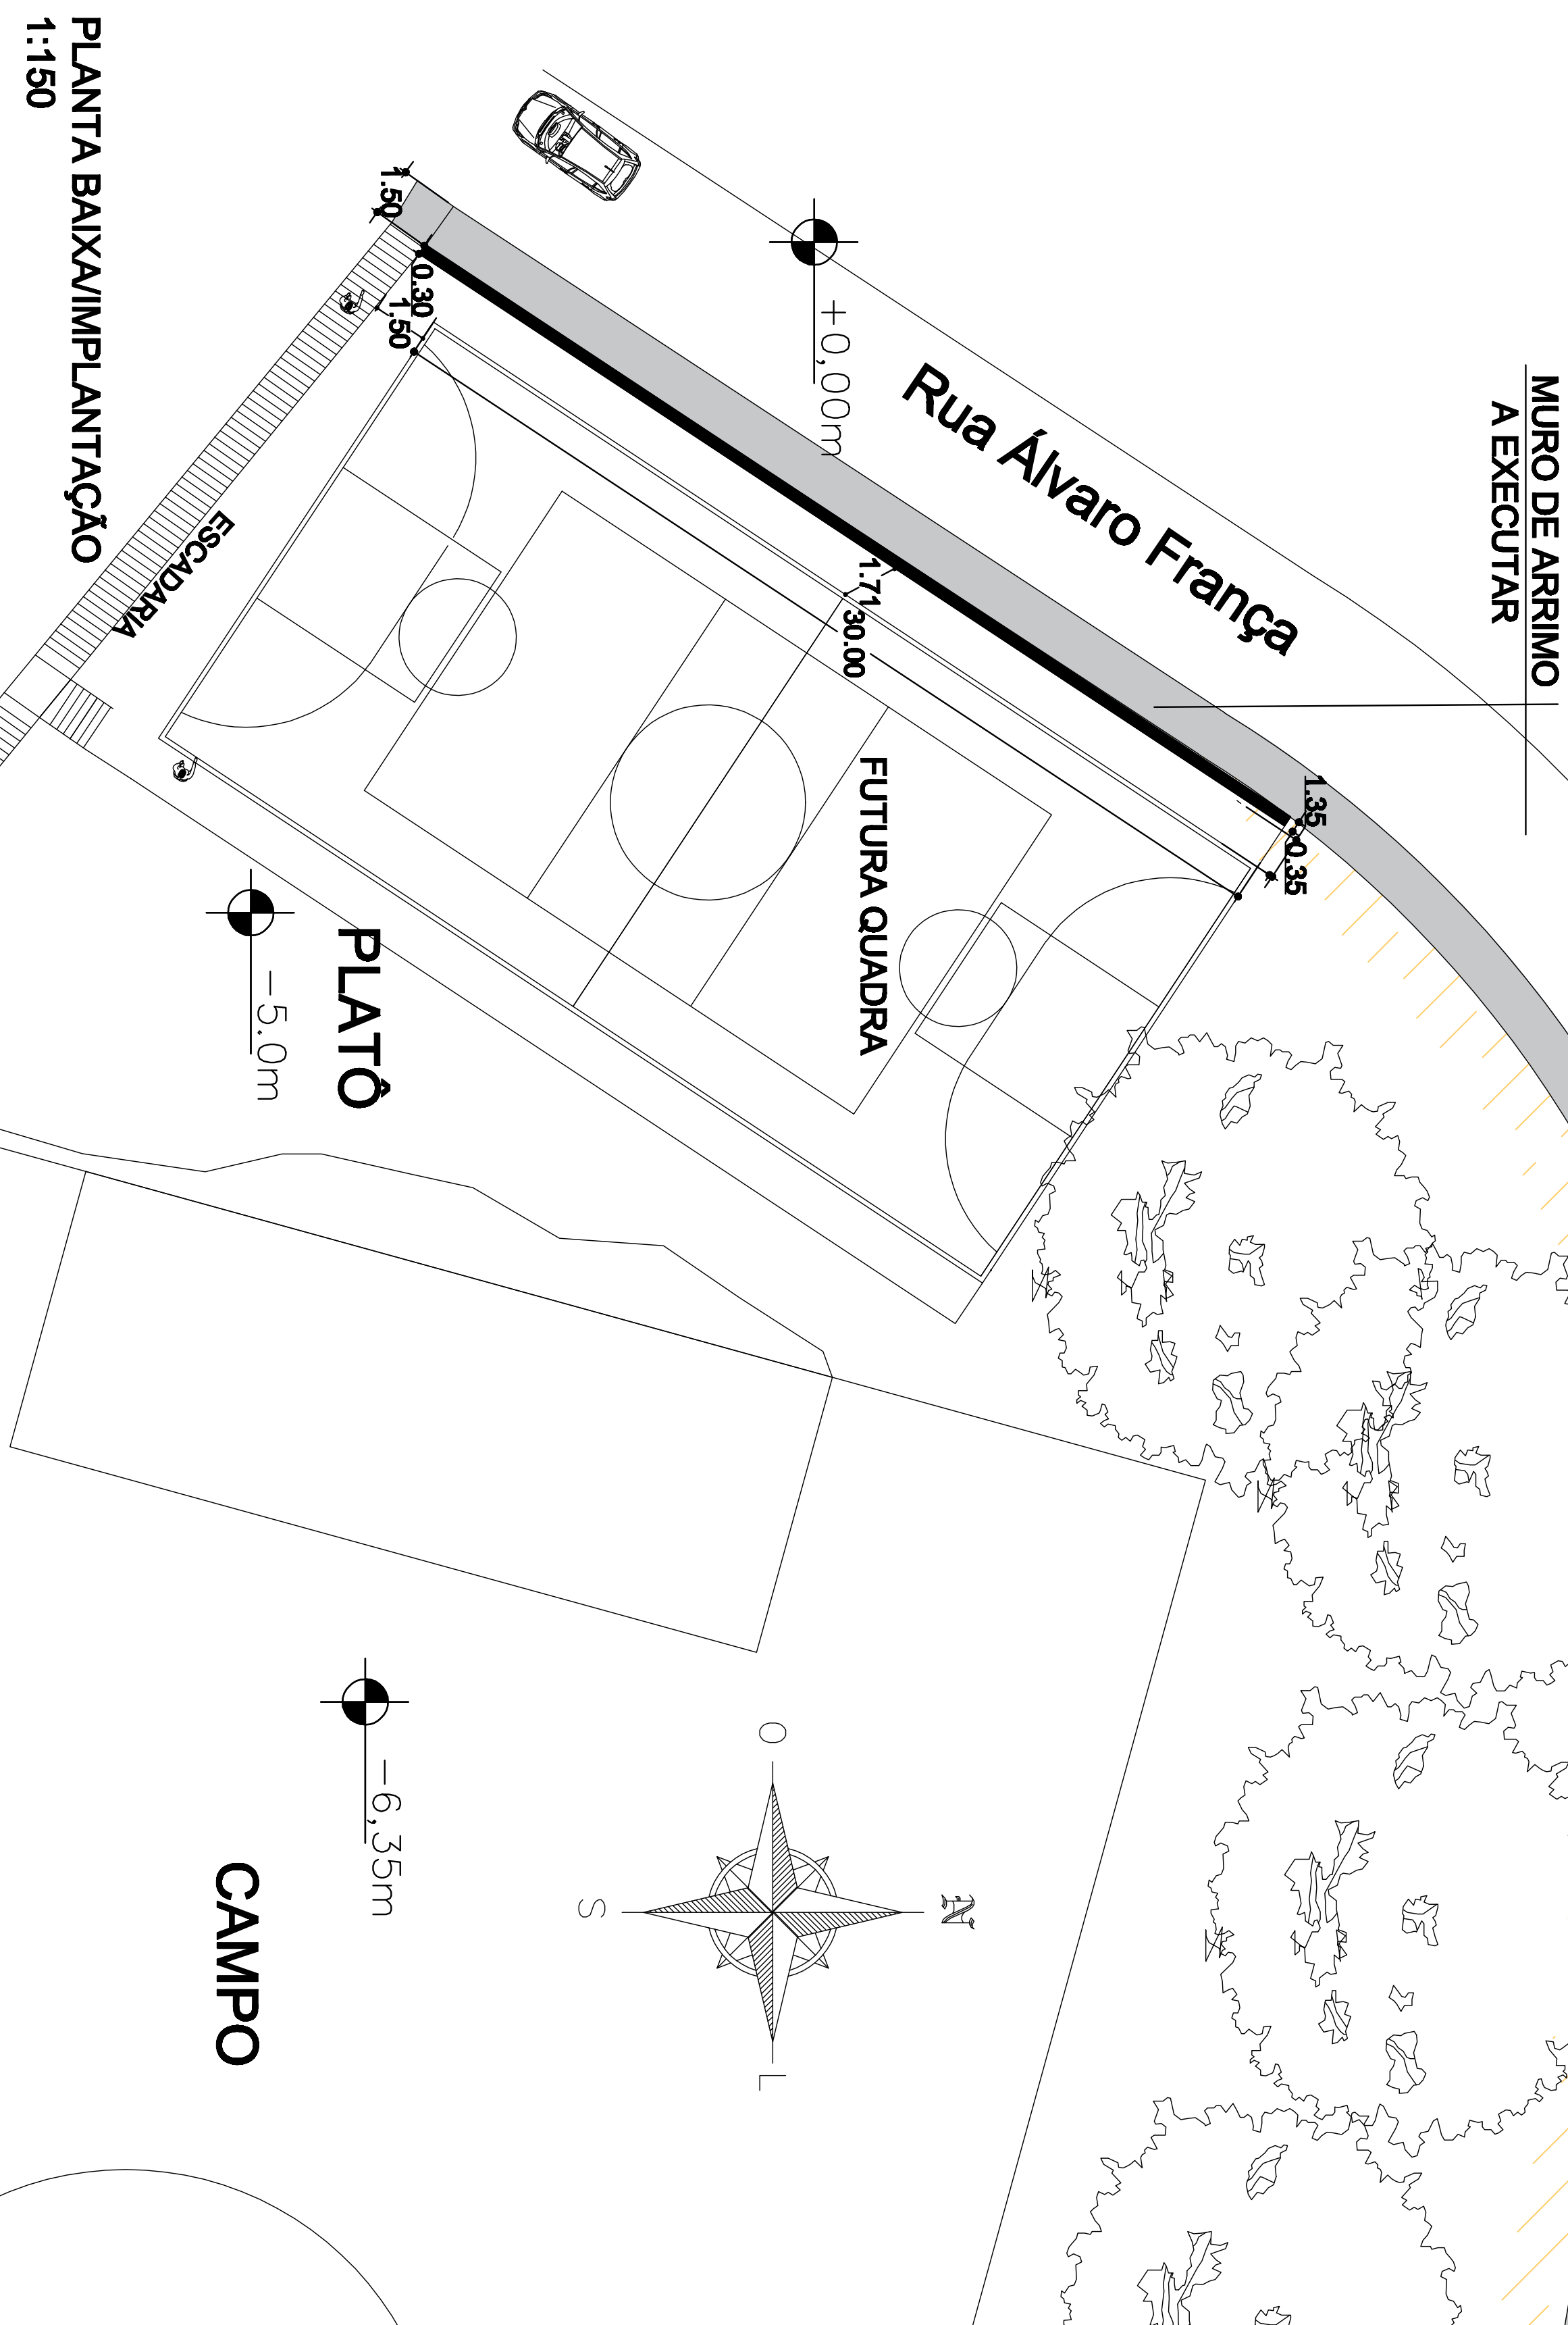 PLANTA BAIXA/IMPLANTAÇÃO
1:150
MURO DE ARRIMO
A EXECUTAR
Rua Álvaro França
+0,00m
1.50
0.30
1.50
1.71
30.00
1.35
0.35
ESCADARIA
FUTURA QUADRA
PLATÔ
-5.0m
-6,35m
CAMPO
O
N
S
L